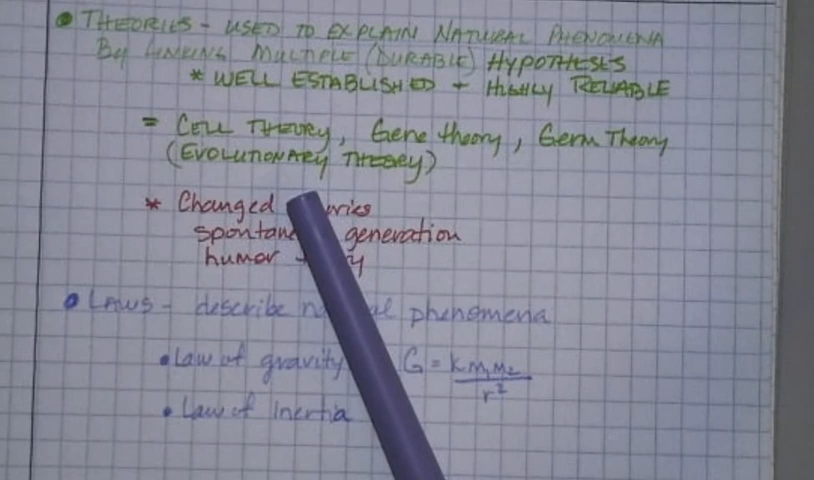 • THEORIES - USED TO EXPLAIN NATURAL PHENOMENA
By LINKING MULTIPLE (DURABLE) HYPOTHESES
* WELL ESTABLISHED + HIGHLY RELIABLE
= CELL THEORY, Gene theory, Germ Theory
(EVOLUTIONARY THEORY)
* Changed
generation
humor
• LAWS - describe phenomena
• Law of gravity G = K M₁M₂ / r²
• Law of Inertia